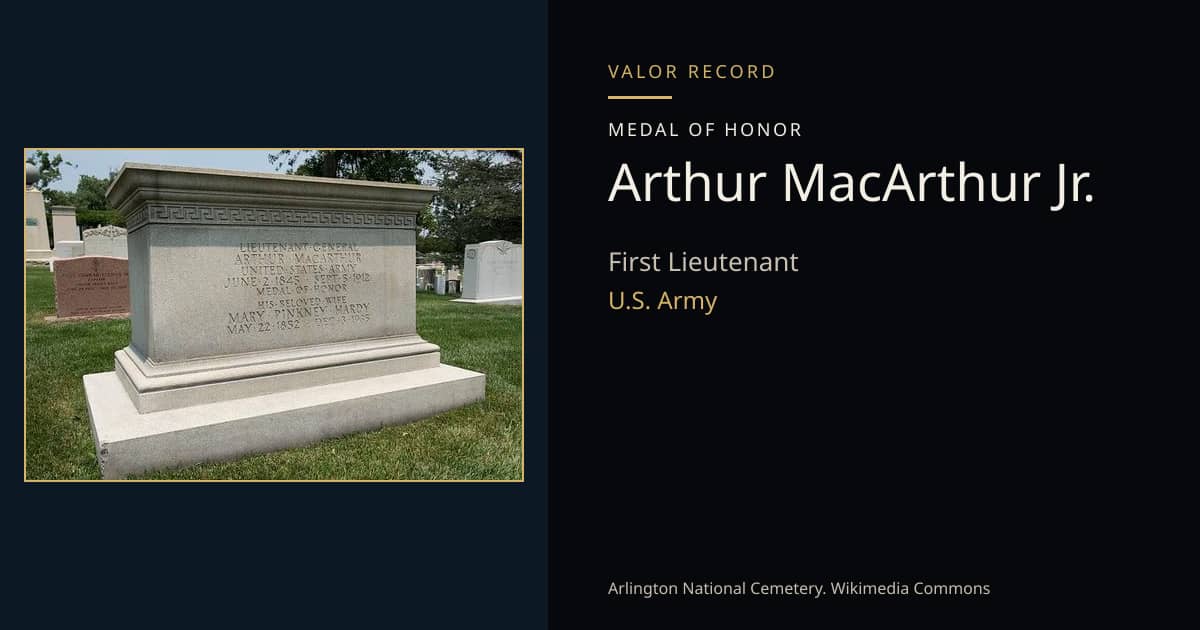 LIEUTENANT GENERAL
ARTHUR MACARTHUR
UNITED STATES ARMY
JUNE 2 1845 SEPT 5 1912
MEDAL OF HONOR
HIS BELOVED WIFE
MARY PINKNEY HARDY
MAY 22 1852 DEC 3
VALOR RECORD
MEDAL OF HONOR
Arthur MacArthur Jr.
First Lieutenant
U.S. Army
Arlington National Cemetery. Wikimedia Commons